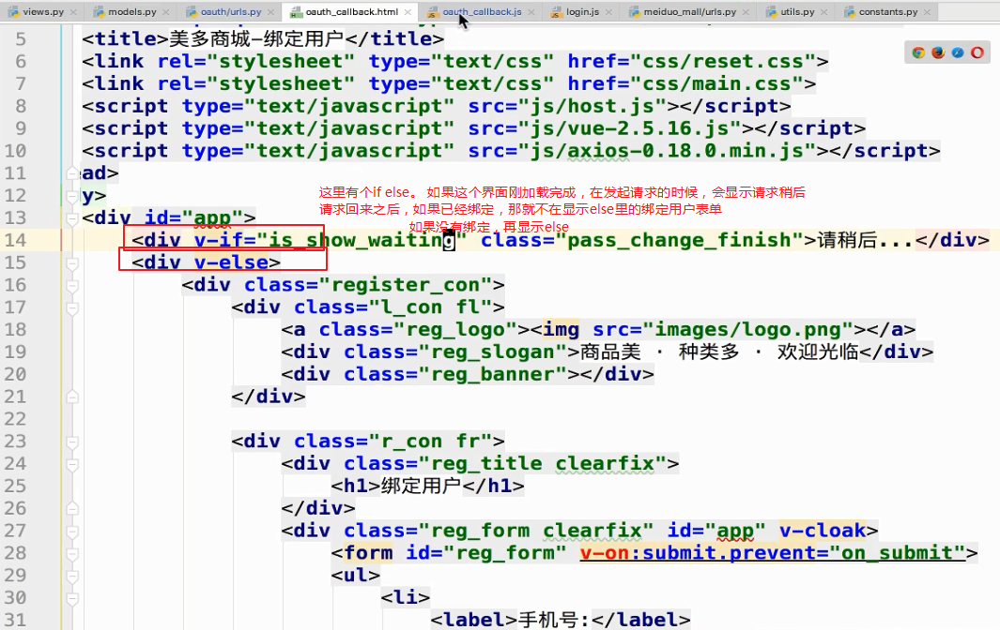 views.py models.py oauth/urls.py oauth_callback.html oauth_callback.js login.js meiduo_mall/urls.py utils.py constants.py
5 <title>美多商城-绑定用户</title>
6 <link rel="stylesheet" type="text/css" href="css/reset.css">
7 <link rel="stylesheet" type="text/css" href="css/main.css">
8 <script type="text/javascript" src="js/host.js"></script>
9 <script type="text/javascript" src="js/vue-2.5.16.js"></script>
10 <script type="text/javascript" src="js/axios-0.18.0.min.js"></script>
11 ad>
12 y>
这里有个if else。 如果这个界面刚加载完成，在发起请求的时候，会显示请求稍后
请求回来之后，如果已经绑定，那就不在显示else里的绑定用户表单
如果没有绑定，再显示else
13 <div id="app">
14 <div v-if="is_show_waiting" class="pass_change_finish">请稍后...</div>
15 <div v-else>
16 <div class="register_con">
17 <div class="l_con fl">
18 <a class="reg_logo"><img src="images/logo.png"></a>
19 <div class="reg_slogan">商品美 · 种类多 · 欢迎光临</div>
20 <div class="reg_banner"></div>
21 </div>
22
23 <div class="r_con fr">
24 <div class="reg_title clearfix">
25 <h1>绑定用户</h1>
26 </div>
27 <div class="reg_form clearfix" id="app" v-cloak>
28 <form id="reg_form" v-on:submit.prevent="on_submit">
29 <ul>
30 <li>
31 <label>手机号:</label>